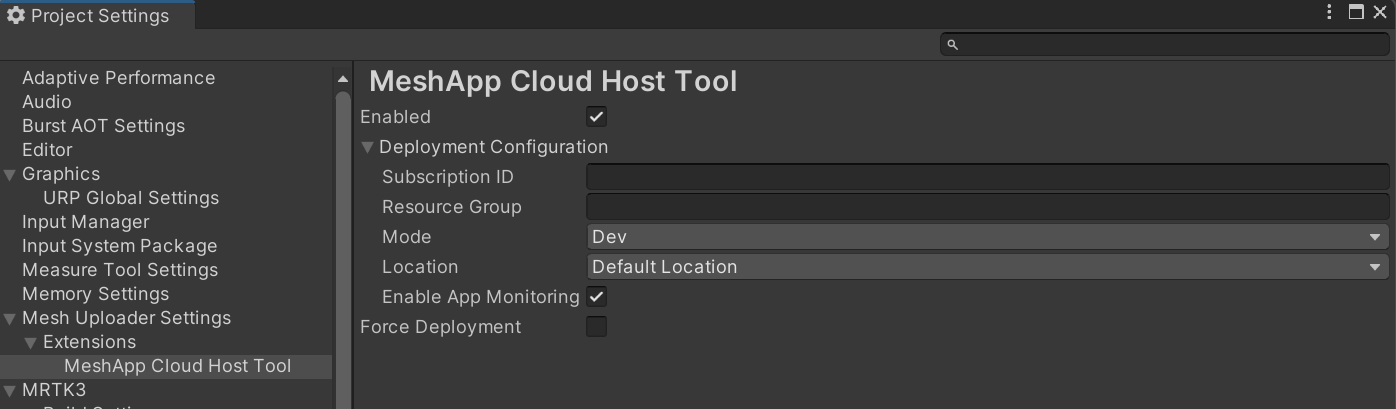 Project Settings
Adaptive Performance
Audio
Burst AOT Settings
Editor
Graphics
URP Global Settings
Input Manager
Input System Package
Measure Tool Settings
Memory Settings
Mesh Uploader Settings
Extensions
MeshApp Cloud Host Tool
MRTK3
MeshApp Cloud Host Tool
Enabled
Deployment Configuration
Subscription ID
Resource Group
Mode Dev
Location Default Location
Enable App Monitoring
Force Deployment